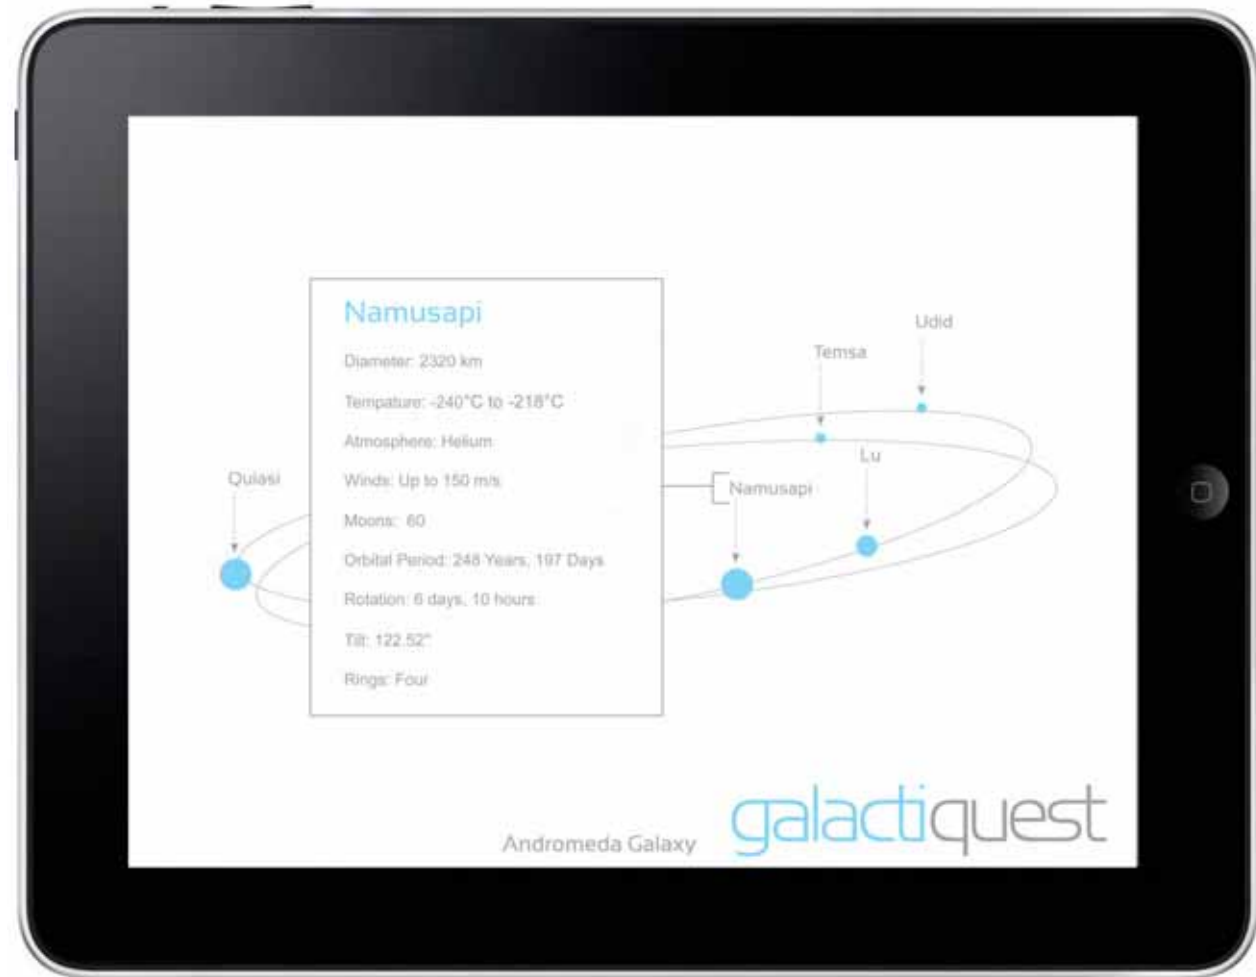 Namusapi
Diameter: 2320 km
Tempature: -240°C to -218°C
Atmosphere: Helium
Winds: Up to 150 m/s
Moons: 60
Orbital Period: 248 Years, 197 Days
Rotation: 6 days, 10 hours
Tilt: 122.52°
Rings: Four
Quiasi
Temsa
Udid
Lu
Namusapi
Andromeda Galaxy
galactiquest